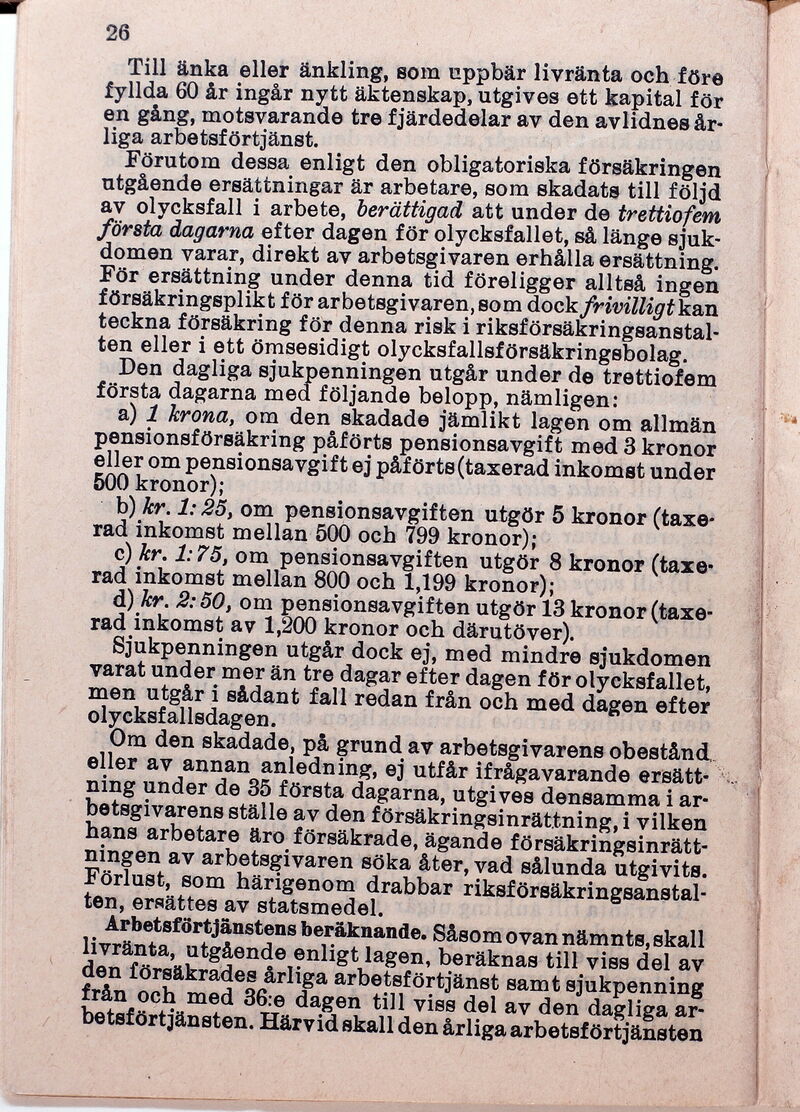 26
Till änka eller änkling, som uppbär livränta och före
fyllda 60 år ingår nytt äktenskap, utgives ett kapital för
en gång, motsvarande tre fjärdedelar av den avlidnes år-
liga arbetsförtjänst.
Förutom dessa enligt den obligatoriska försäkringen
utgående ersättningar är arbetare, som skadats till följd
av olycksfall i arbete, berättigad att under de trettiofem
första dagarna efter dagen för olycksfallet, så länge sjuk-
domen varar, direkt av arbetsgivaren erhålla ersättning.
För ersättning under denna tid föreligger alltså ingen
försäkringsplikt för arbetsgivaren, som dock frivilligt kan
teckna försäkring för denna risk i riksförsäkringsanstal-
ten eller i ett ömsesidigt olycksfallsförsäkringsbolag.
Den dagliga sjukpenningen utgår under de trettiofem
första dagarna med följande belopp, nämligen:
a) 1 krona, om den skadade jämlikt lagen om allmän
pensionsförsäkring påförts pensionsavgift med 3 kronor
eller om pensionsavgift ej påförts (taxerad inkomst under
500 kronor);
b) kr. 1:25, om pensionsavgiften utgör 5 kronor (taxe-
rad inkomst mellan 500 och 799 kronor);
c) kr. 1:75, om pensionsavgiften utgör 8 kronor (taxe-
rad inkomst mellan 800 och 1,199 kronor);
d) kr. 2:50, om pensionsavgiften utgör 13 kronor (taxe-
rad inkomst av 1,200 kronor och därutöver).
Sjukpenningen utgår dock ej, med mindre sjukdomen
varat under mer än tre dagar efter dagen för olycksfallet,
men utgår i sådant fall redan från och med dagen efter
olycksfallsdagen.
Om den skadade, på grund av arbetsgivarens obestånd
eller av annan anledning, ej utfår ifrågavarande ersätt-
ning under de 35 första dagarna, utgives densamma i ar-
betsgivarens ställe av den försäkringsinrättning, i vilken
hans arbetare äro försäkrade, ägande försäkringsinrätt-
ningen av arbetsgivaren söka åter, vad sålunda utgivits.
Förlust, som härigenom drabbar riksförsäkringsanstal-
ten, ersättes av statsmedel.
Arbetsförtjänstens beräknande. Såsom ovan nämnts, skall
livränta, utgående enligt lagen, beräknas till viss del av
den försäkrades årliga arbetsförtjänst samt sjukpenning
från och med 36:e dagen till viss del av den dagliga ar-
betsförtjänsten. Härvid skall den årliga arbetsförtjänsten